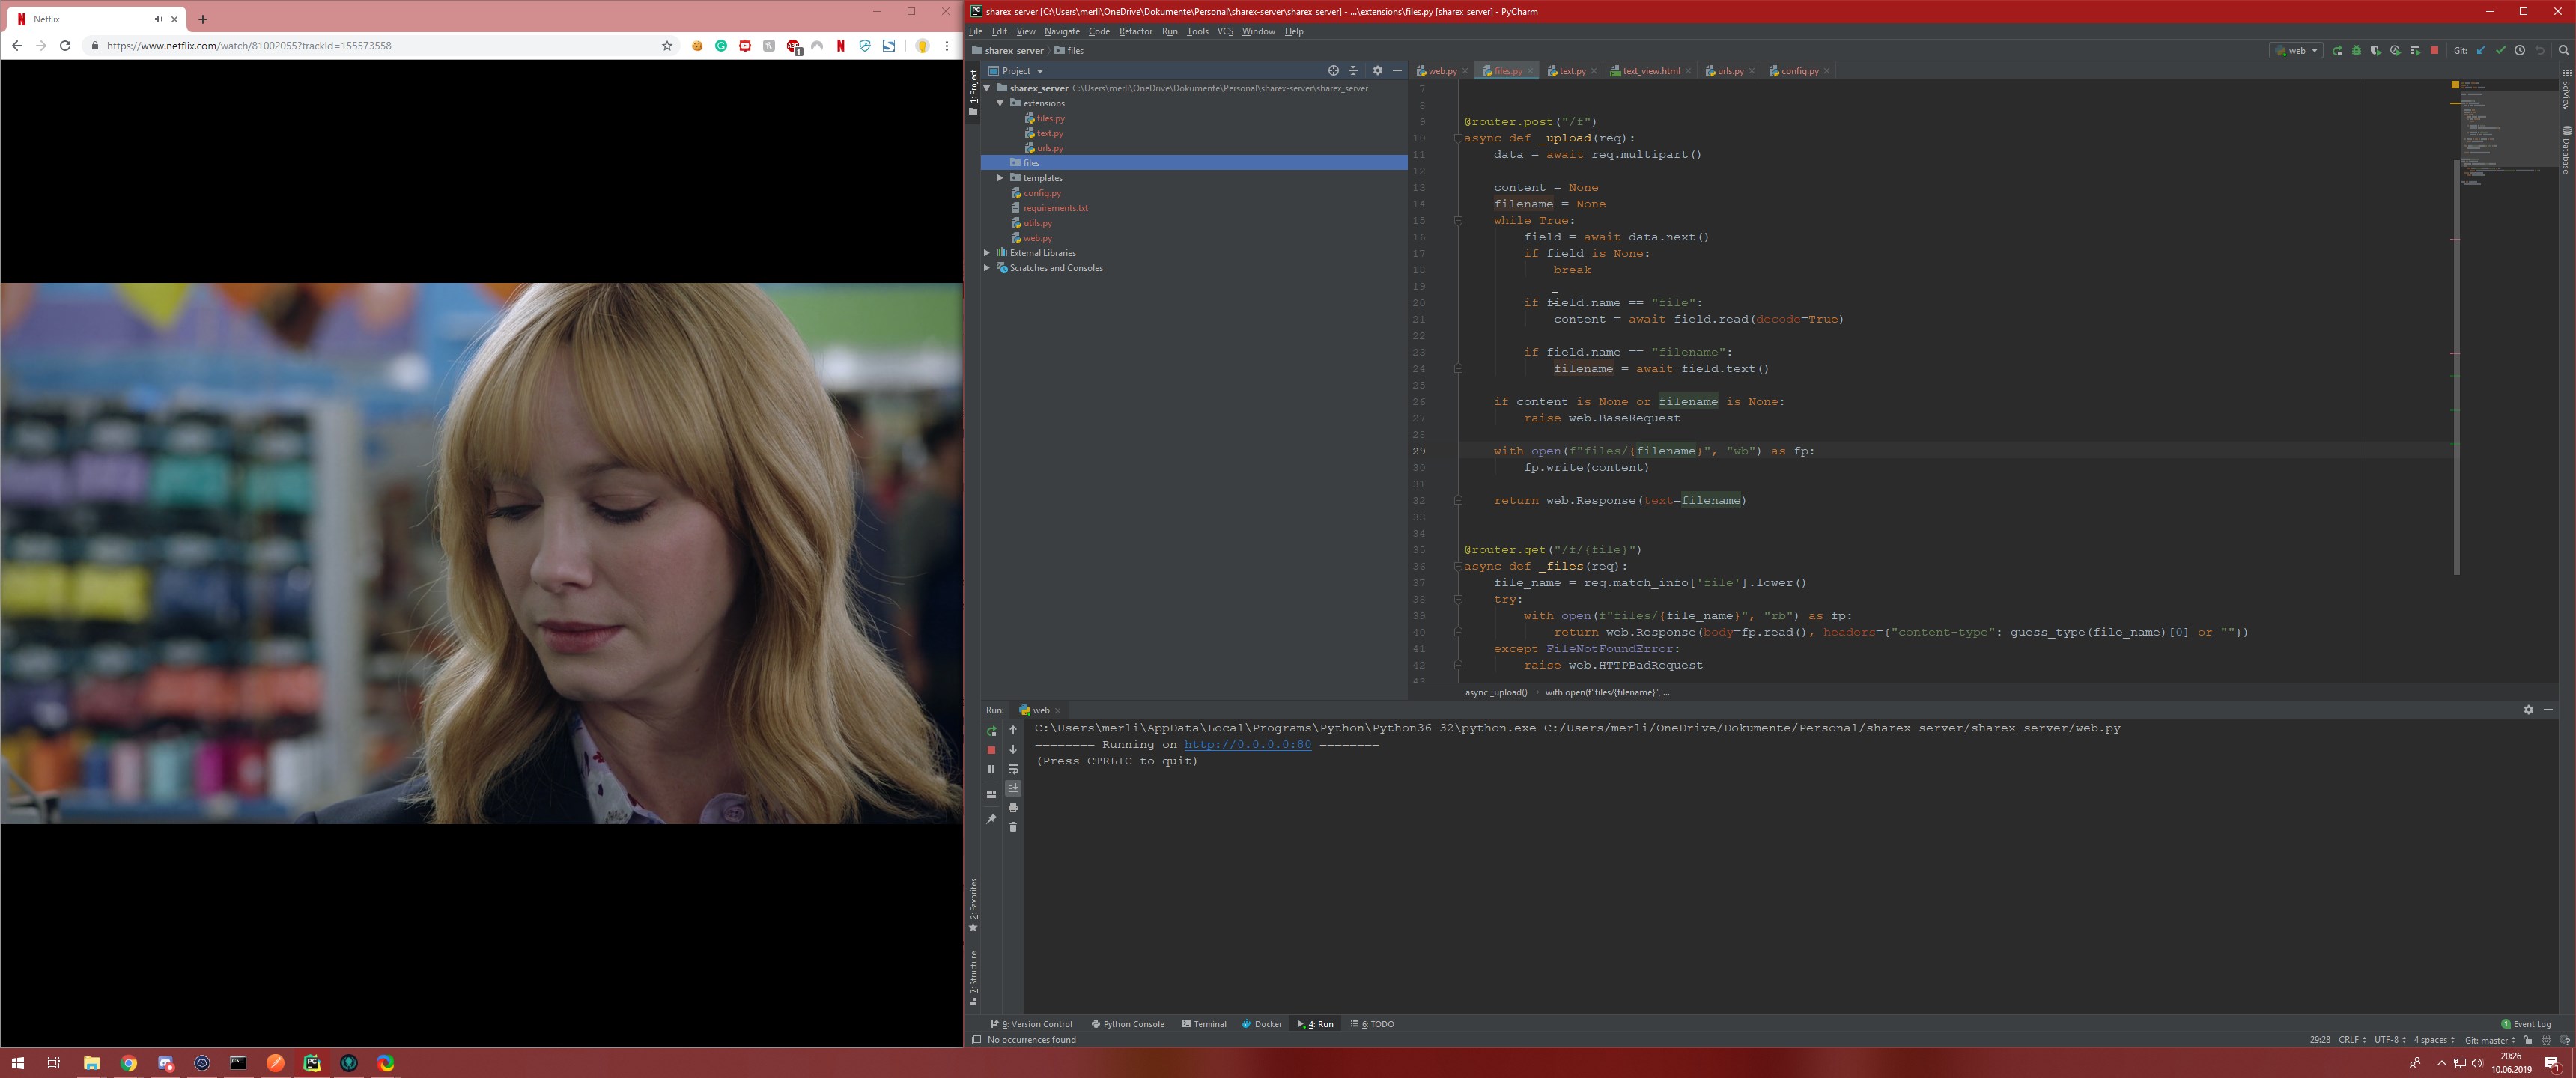 Netflix
https://www.netflix.com/watch/81002055?trackId=155573558
sharex_server [C:\Users\merli\OneDrive\Dokumente\Personal\sharex-server\sharex_server] - ...\extensions\files.py [sharex_server] - PyCharm
File Edit View Navigate Code Refactor Run Tools VCS Window Help
sharex_server files
web Git:
1: Project
Project
sharex_server C:\Users\merli\OneDrive\Dokumente\Personal\sharex-server\sharex_server
extensions
files.py
text.py
urls.py
files
templates
config.py
requirements.txt
utils.py
web.py
External Libraries
Scratches and Consoles
web.py files.py text.py text_view.html urls.py config.py
7
8
9 @router.post("/f")
10 async def _upload(req):
11 data = await req.multipart()
12
13 content = None
14 filename = None
15 while True:
16 field = await data.next()
17 if field is None:
18 break
19
20 if field.name == "file":
21 content = await field.read(decode=True)
22
23 if field.name == "filename":
24 filename = await field.text()
25
26 if content is None or filename is None:
27 raise web.BaseRequest
28
29 with open(f"files/{filename}", "wb") as fp:
30 fp.write(content)
31
32 return web.Response(text=filename)
33
34
35 @router.get("/f/{file}")
36 async def _files(req):
37 file_name = req.match_info['file'].lower()
38 try:
39 with open(f"files/{file_name}", "rb") as fp:
40 return web.Response(body=fp.read(), headers={"content-type": guess_type(file_name)[0] or ""})
41 except FileNotFoundError:
42 raise web.HTTPBadRequest
43
async _upload() with open(f"files/{filename}", ...
SciView
Database
Run: web
C:\Users\merli\AppData\Local\Programs\Python\Python36-32\python.exe C:/Users/merli/OneDrive/Dokumente/Personal/sharex-server/sharex_server/web.py
======== Running on http://0.0.0.0:80 ========
(Press CTRL+C to quit)
2: Favorites
7: Structure
9: Version Control Python Console Terminal Docker 4: Run 6: TODO
1 Event Log
No occurrences found
29:28 CRLF UTF-8 4 spaces Git: master
20:26
10.06.2019